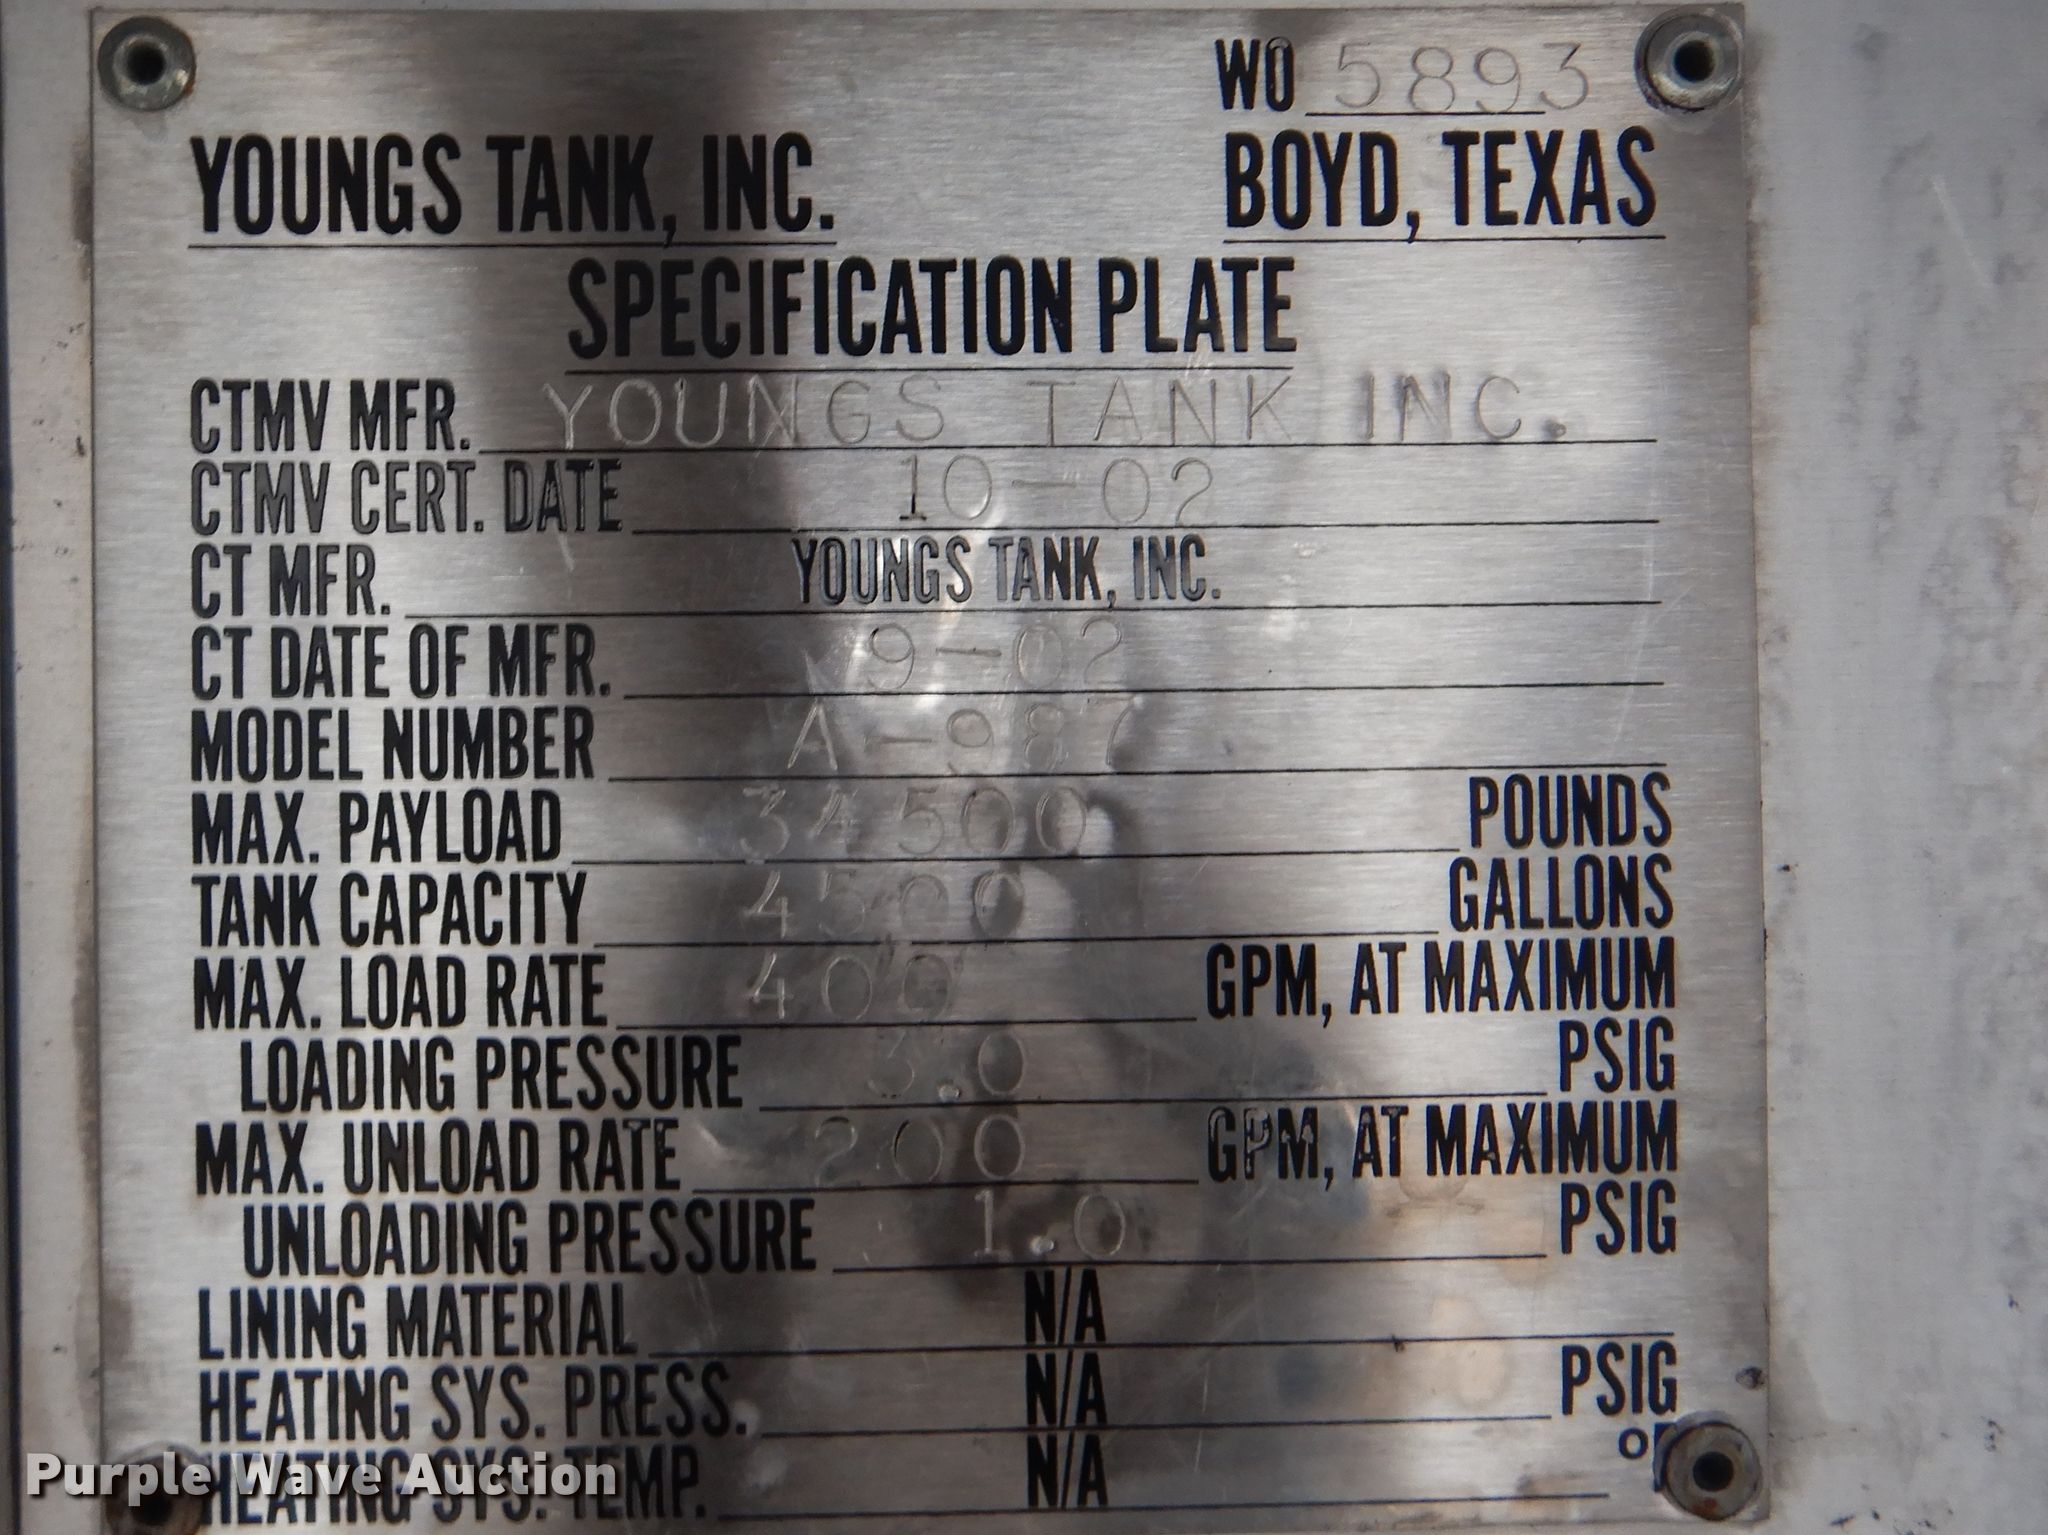 WO 5893
YOUNGS TANK, INC. BOYD, TEXAS
SPECIFICATION PLATE
CTMV MFR. YOUNGS TANK INC.
CTMV CERT. DATE 10-02
CT MFR. YOUNGS TANK, INC.
CT DATE OF MFR. 9-02
MODEL NUMBER A-987
MAX. PAYLOAD 34500 POUNDS
TANK CAPACITY 4500 GALLONS
MAX. LOAD RATE 400 GPM, AT MAXIMUM
LOADING PRESSURE 3.0 PSIG
MAX. UNLOAD RATE 200 GPM, AT MAXIMUM
UNLOADING PRESSURE 1.0 PSIG
LINING MATERIAL N/A
HEATING SYS. PRESS. N/A PSIG
HEATING SYS. TEMP. N/A °F
Purple Wave Auction